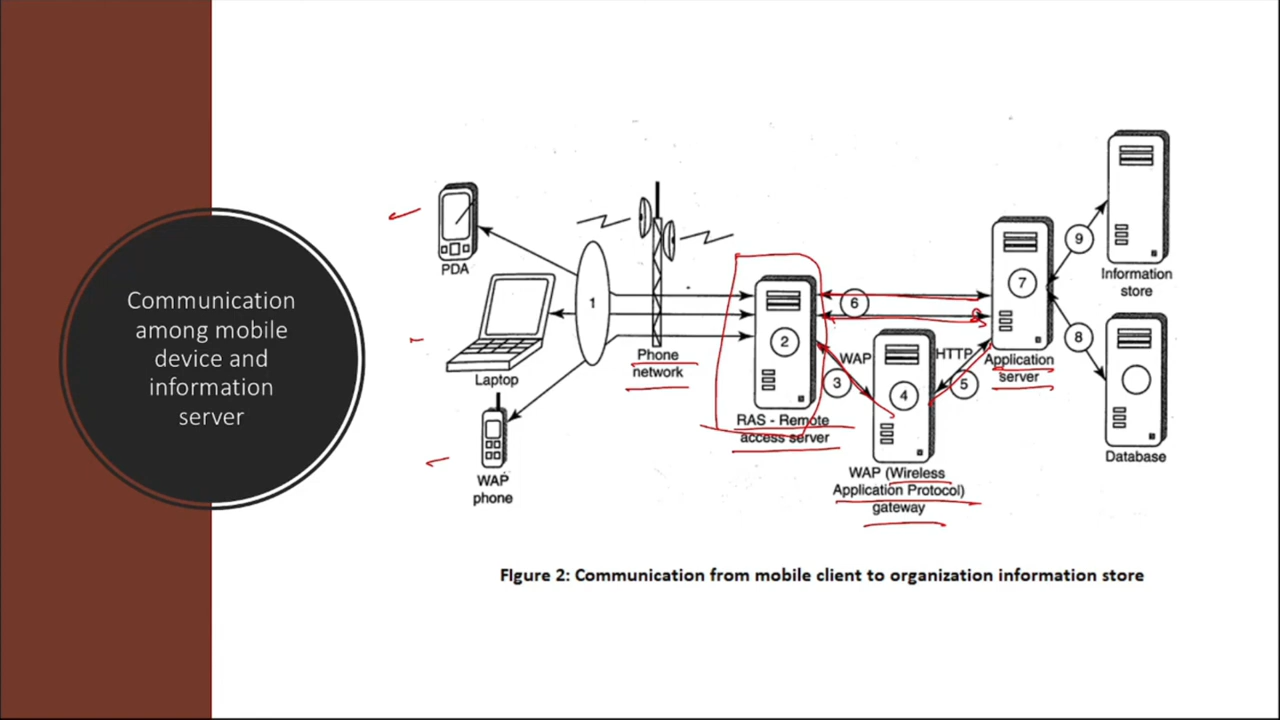 Communication
among mobile
device and
information
server
PDA
Laptop
WAP
phone
1
Phone
network
2
RAS - Remote
access server
6
WAP
3
4
WAP (Wireless
Application Protocol)
gateway
HTTP
5
7
Application
server
9
Information
store
8
Database
FIgure 2: Communication from mobile client to organization information store